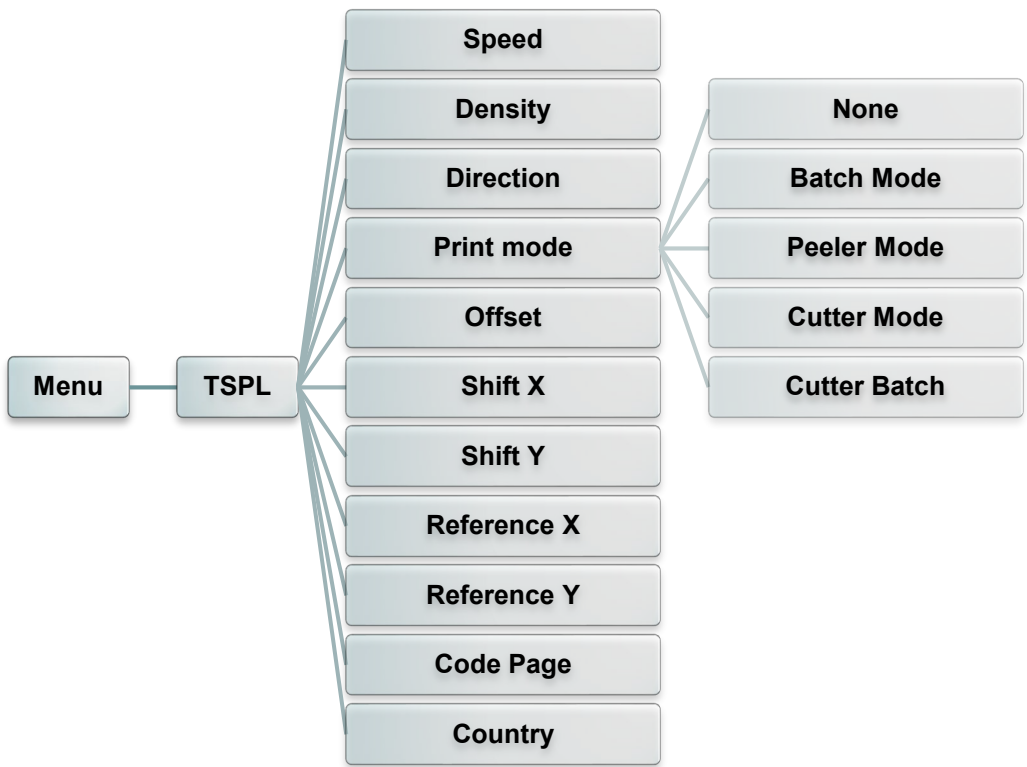 Menu
TSPL
Speed
Density
Direction
Print mode
Offset
Shift X
Shift Y
Reference X
Reference Y
Code Page
Country
None
Batch Mode
Peeler Mode
Cutter Mode
Cutter Batch